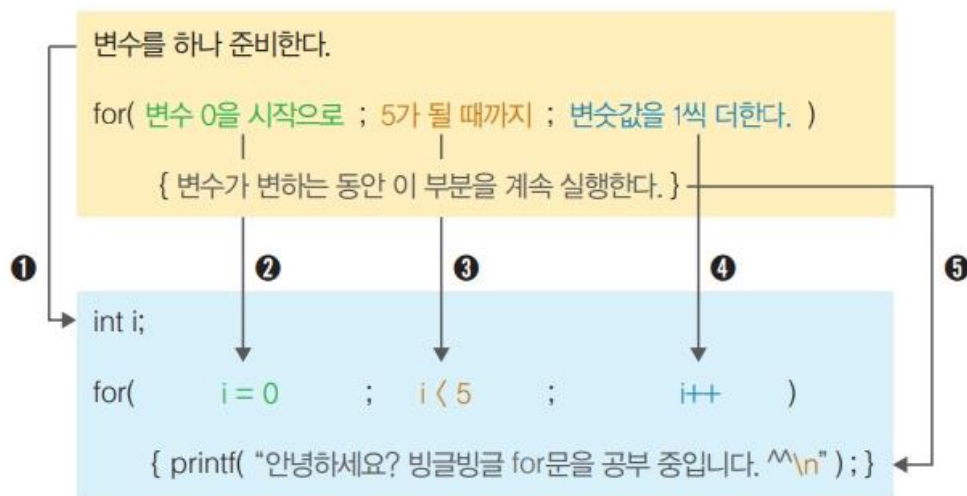 변수를 하나 준비한다.
for( 변수 0을 시작으로 ; 5가 될 때까지 ; 변숫값을 1씩 더한다. )
{ 변수가 변하는 동안 이 부분을 계속 실행한다. }
❶ ❷ ❸ ❹ ❺
int i;
for( i = 0 ; i < 5 ; i++ )
{ printf( “안녕하세요? 빙글빙글 for문을 공부 중입니다. ^^\n” ) ; }